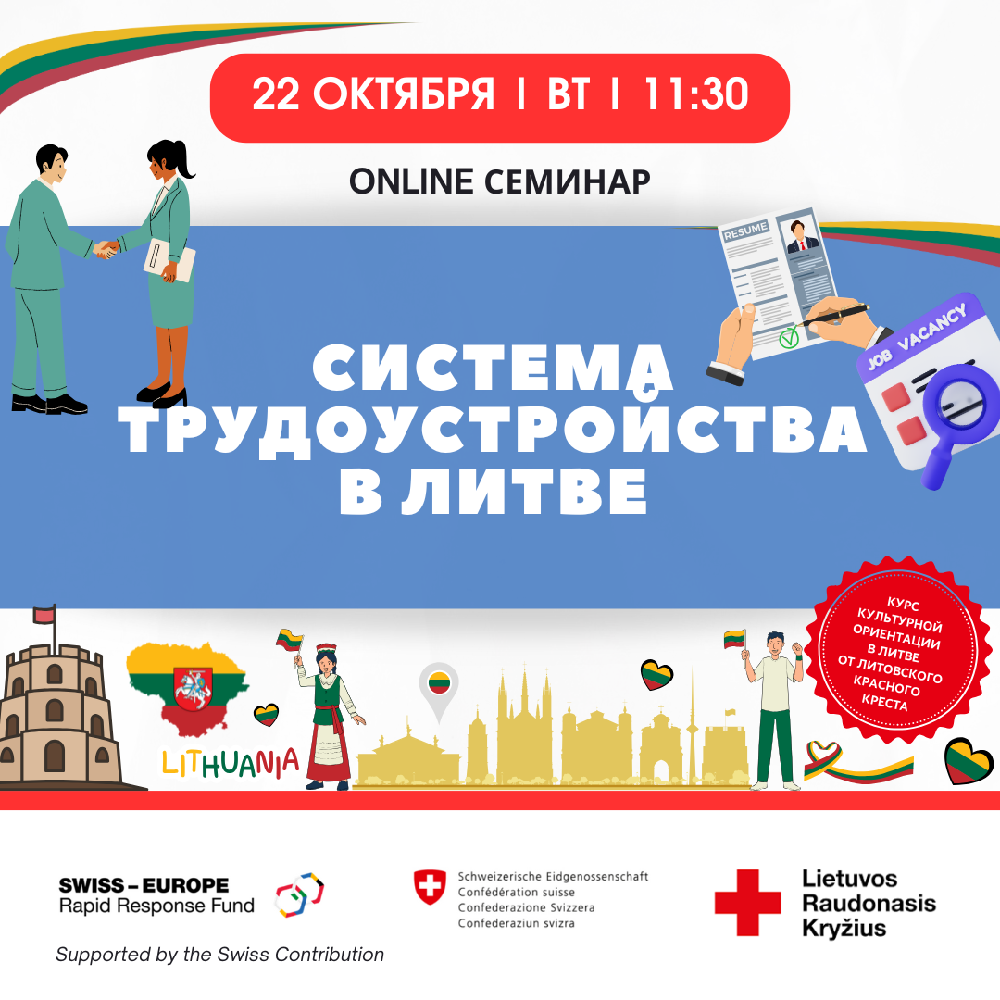 22 ОКТЯБРЯ | ВТ | 11:30
ONLINE СЕМИНАР
RESUME
JOB VACANCY
СИСТЕМА
ТРУДОУСТРОЙСТВА
В ЛИТВЕ
КУРС
КУЛЬТУРНОЙ
ОРИЕНТАЦИИ
В ЛИТВЕ
ОТ ЛИТОВСКОГО
КРАСНОГО
КРЕСТА
LITHUANIA
SWISS – EUROPE
Rapid Response Fund
Supported by the Swiss Contribution
Schweizerische Eidgenossenschaft
Confédération suisse
Confederazione Svizzera
Confederaziun svizra
Lietuvos
Raudonasis
Kryžius